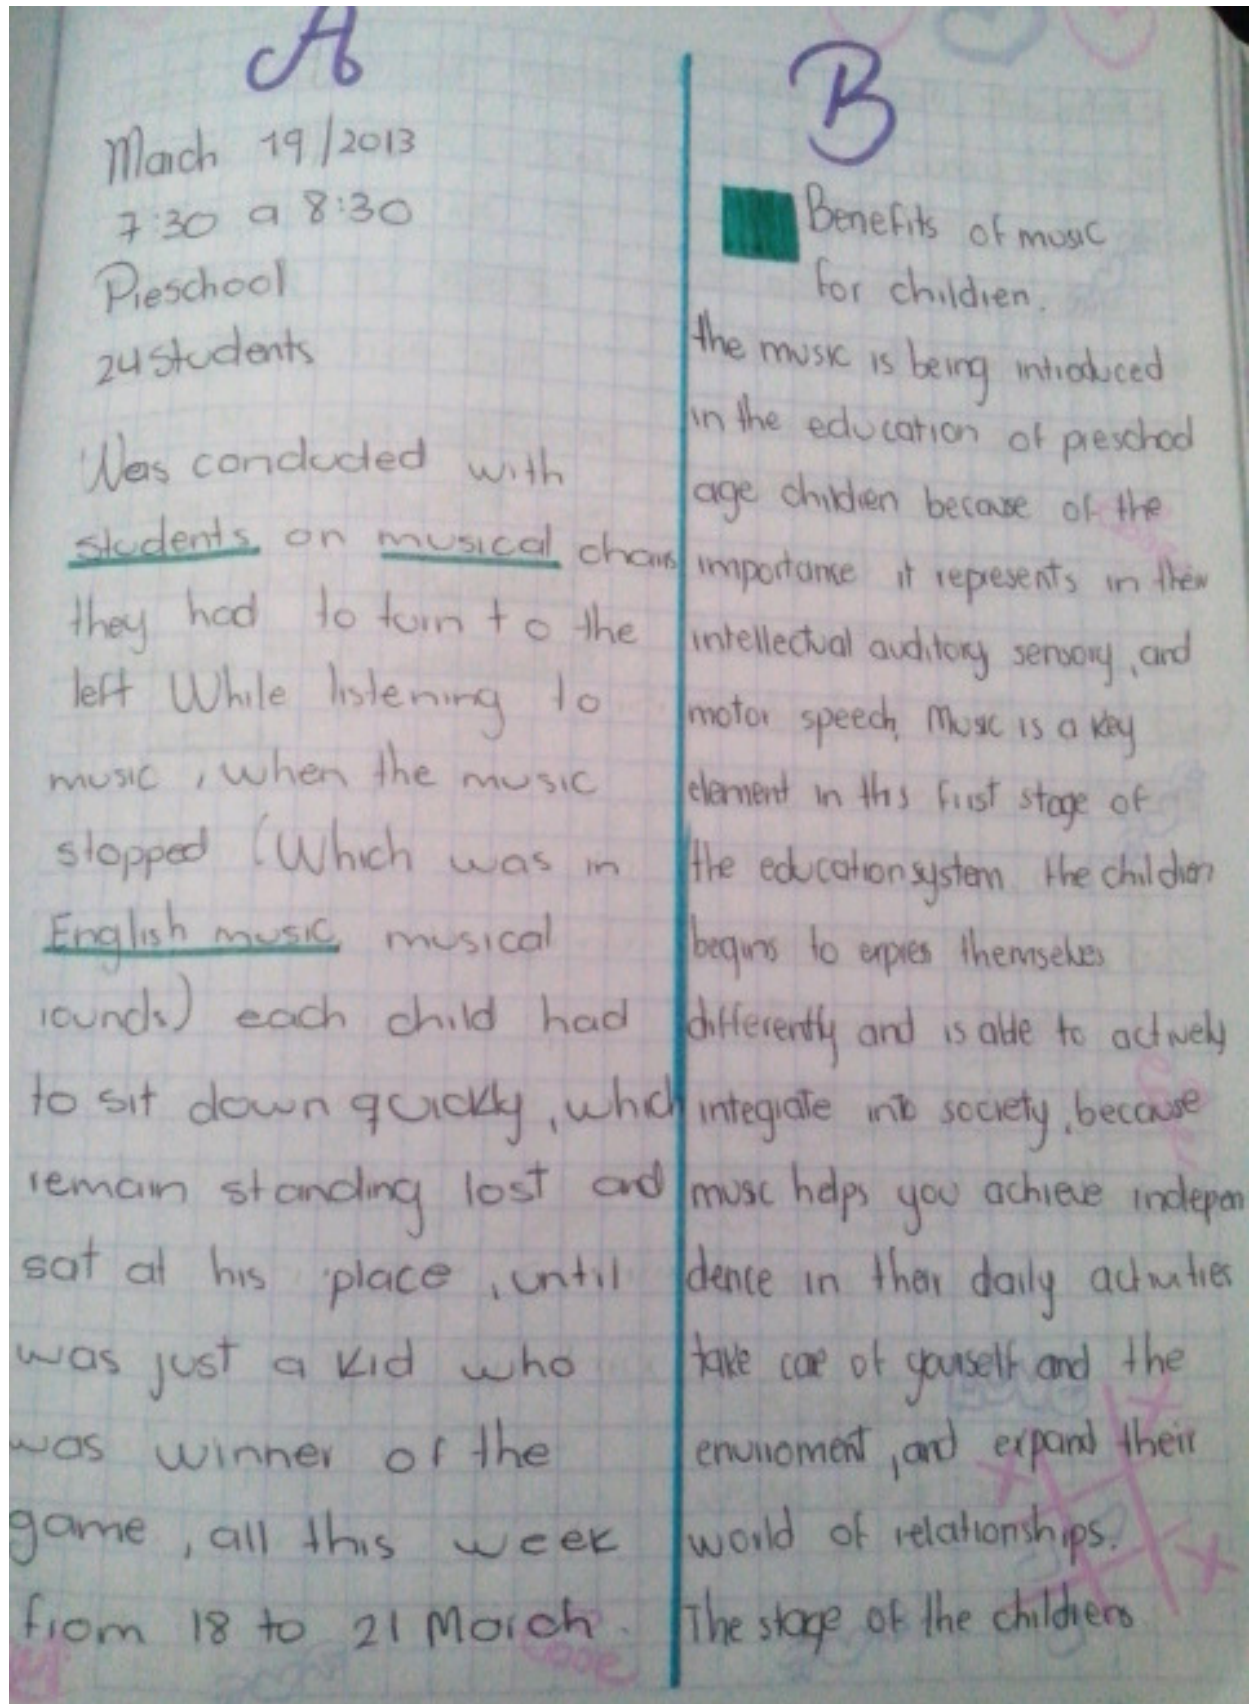 A
March 19/2013
7:30 a 8:30
Preschool
24 students
Was conducted with
students on musical chairs
they had to turn to the
left While listening to
music, when the music
stopped (Which was in
English music musical
rounds) each child had
to sit down quickly, which
remain standing lost and
sat at his place, until
was just a kid who
was winner of the
game, all this week
from 18 to 21 March.
B
Benefits of music
for children.
the music is being introduced
in the education of preschool
age children because of the
importance it represents in their
intellectual auditory sensory, and
motor speech, Music is a key
element in this first stage of
the education system the children
begins to expres themselves
differently and is able to actively
integrate into society, because
music helps you achieve indepen
dence in their daily activities
take care of yourself and the
enviroment, and expand their
world of relationships.
The stage of the childrens